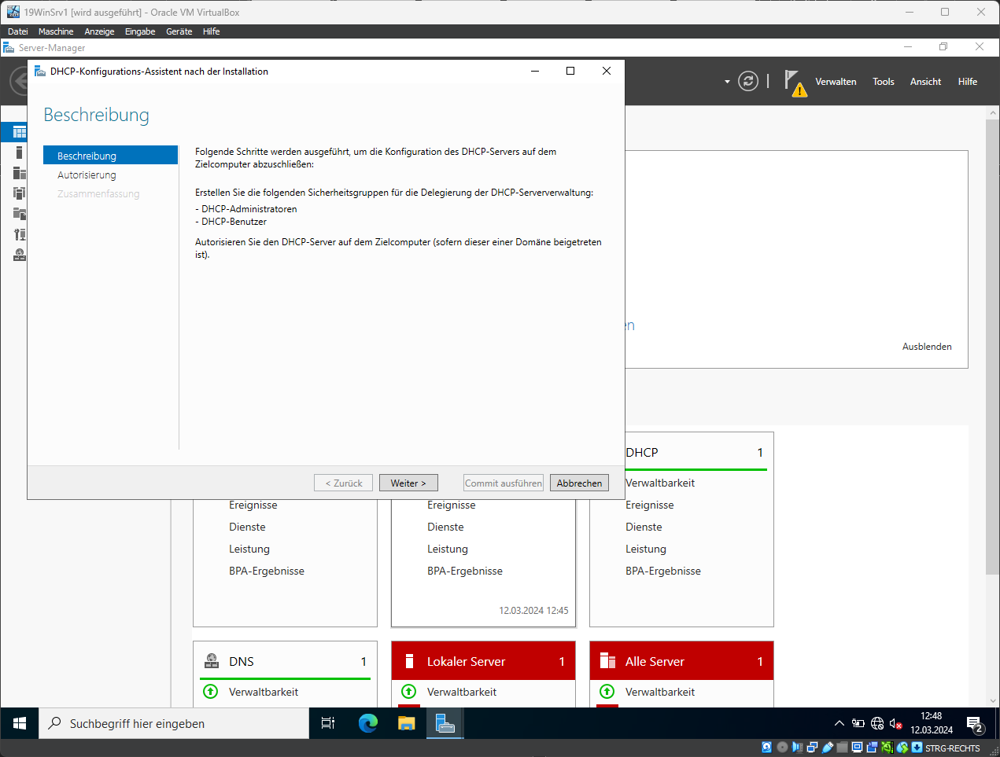 19WinSrv1 [wird ausgeführt] - Oracle VM VirtualBox
Datei Maschine Anzeige Eingabe Geräte Hilfe
Server-Manager
Verwalten Tools Ansicht Hilfe
DHCP-Konfigurations-Assistent nach der Installation
Beschreibung
Beschreibung
Autorisierung
Zusammenfassung
Folgende Schritte werden ausgeführt, um die Konfiguration des DHCP-Servers auf dem
Zielcomputer abzuschließen:
Erstellen Sie die folgenden Sicherheitsgruppen für die Delegierung der DHCP-Serververwaltung:
- DHCP-Administratoren
- DHCP-Benutzer
Autorisieren Sie den DHCP-Server auf dem Zielcomputer (sofern dieser einer Domäne beigetreten
ist).
< Zurück Weiter > Commit ausführen Abbrechen
en
Ausblenden
Ereignisse
Dienste
Leistung
BPA-Ergebnisse
Ereignisse
Dienste
Leistung
BPA-Ergebnisse
12.03.2024 12:45
DHCP 1
Verwaltbarkeit
Ereignisse
Dienste
Leistung
BPA-Ergebnisse
DNS 1
Verwaltbarkeit
Lokaler Server 1
Verwaltbarkeit
Alle Server 1
Verwaltbarkeit
Suchbegriff hier eingeben
12:48
12.03.2024
2
STRG-RECHTS